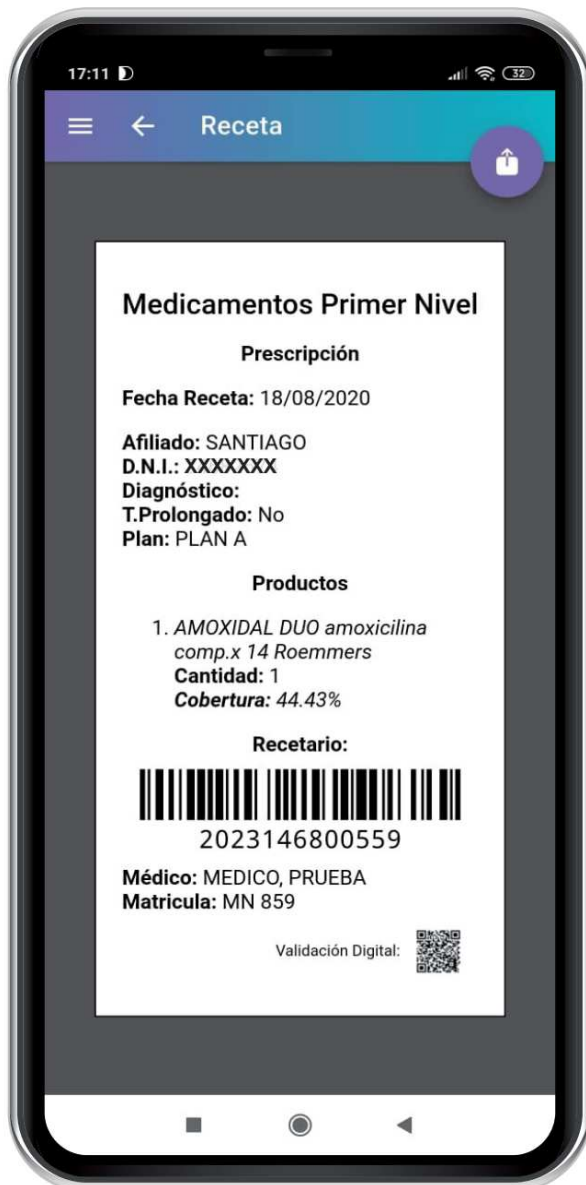 17:11
32
Receta
Medicamentos Primer Nivel
Prescripción
Fecha Receta: 18/08/2020
Afiliado: SANTIAGO
D.N.I.: XXXXXXX
Diagnóstico:
T.Prolongado: No
Plan: PLAN A
Productos
1. AMOXIDAL DUO amoxicilina
comp.x 14 Roemmers
Cantidad: 1
Cobertura: 44.43%
Recetario:
2023146800559
Médico: MEDICO, PRUEBA
Matricula: MN 859
Validación Digital: